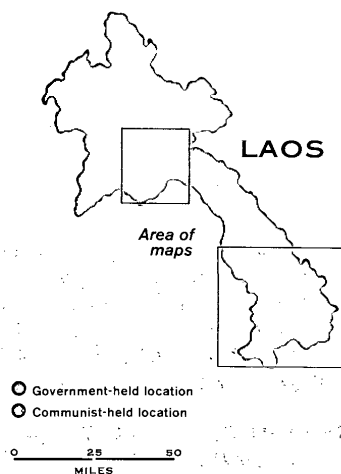 LAOS
Area of
maps
Government-held location
Communist-held location
0 25 50
MILES